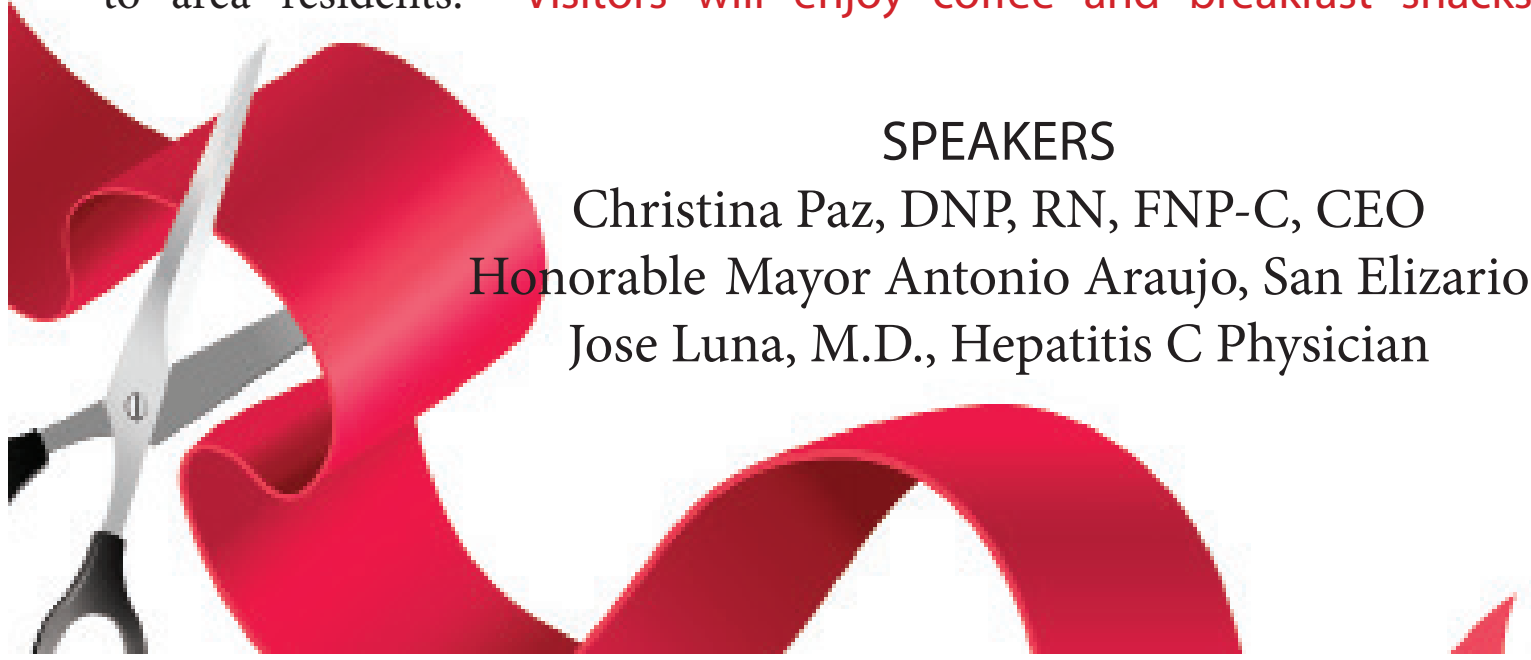 to area residents. Visitors will enjoy coffee and breakfast snacks
SPEAKERS
Christina Paz, DNP, RN, FNP-C, CEO
Honorable Mayor Antonio Araujo, San Elizario
Jose Luna, M.D., Hepatitis C Physician